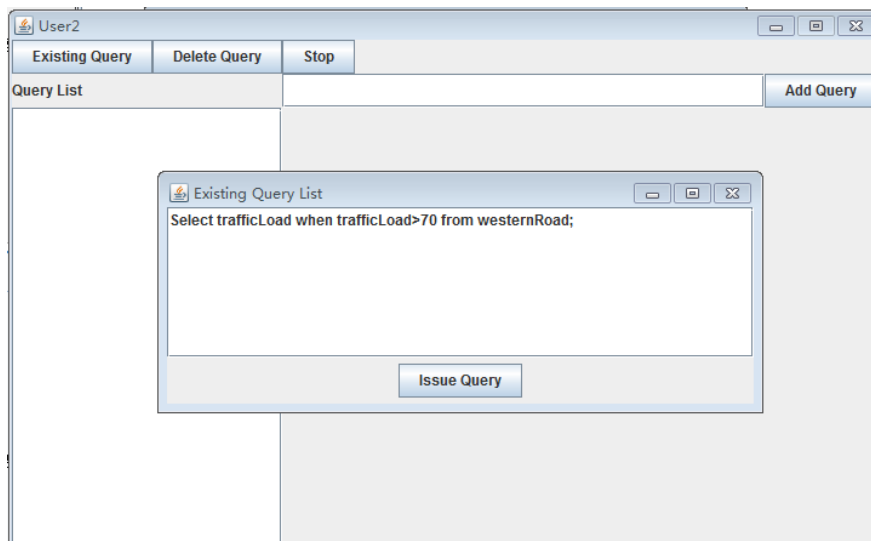 User2
Existing Query Delete Query Stop
Query List Add Query
Existing Query List
Select trafficLoad when trafficLoad>70 from westernRoad;
Issue Query